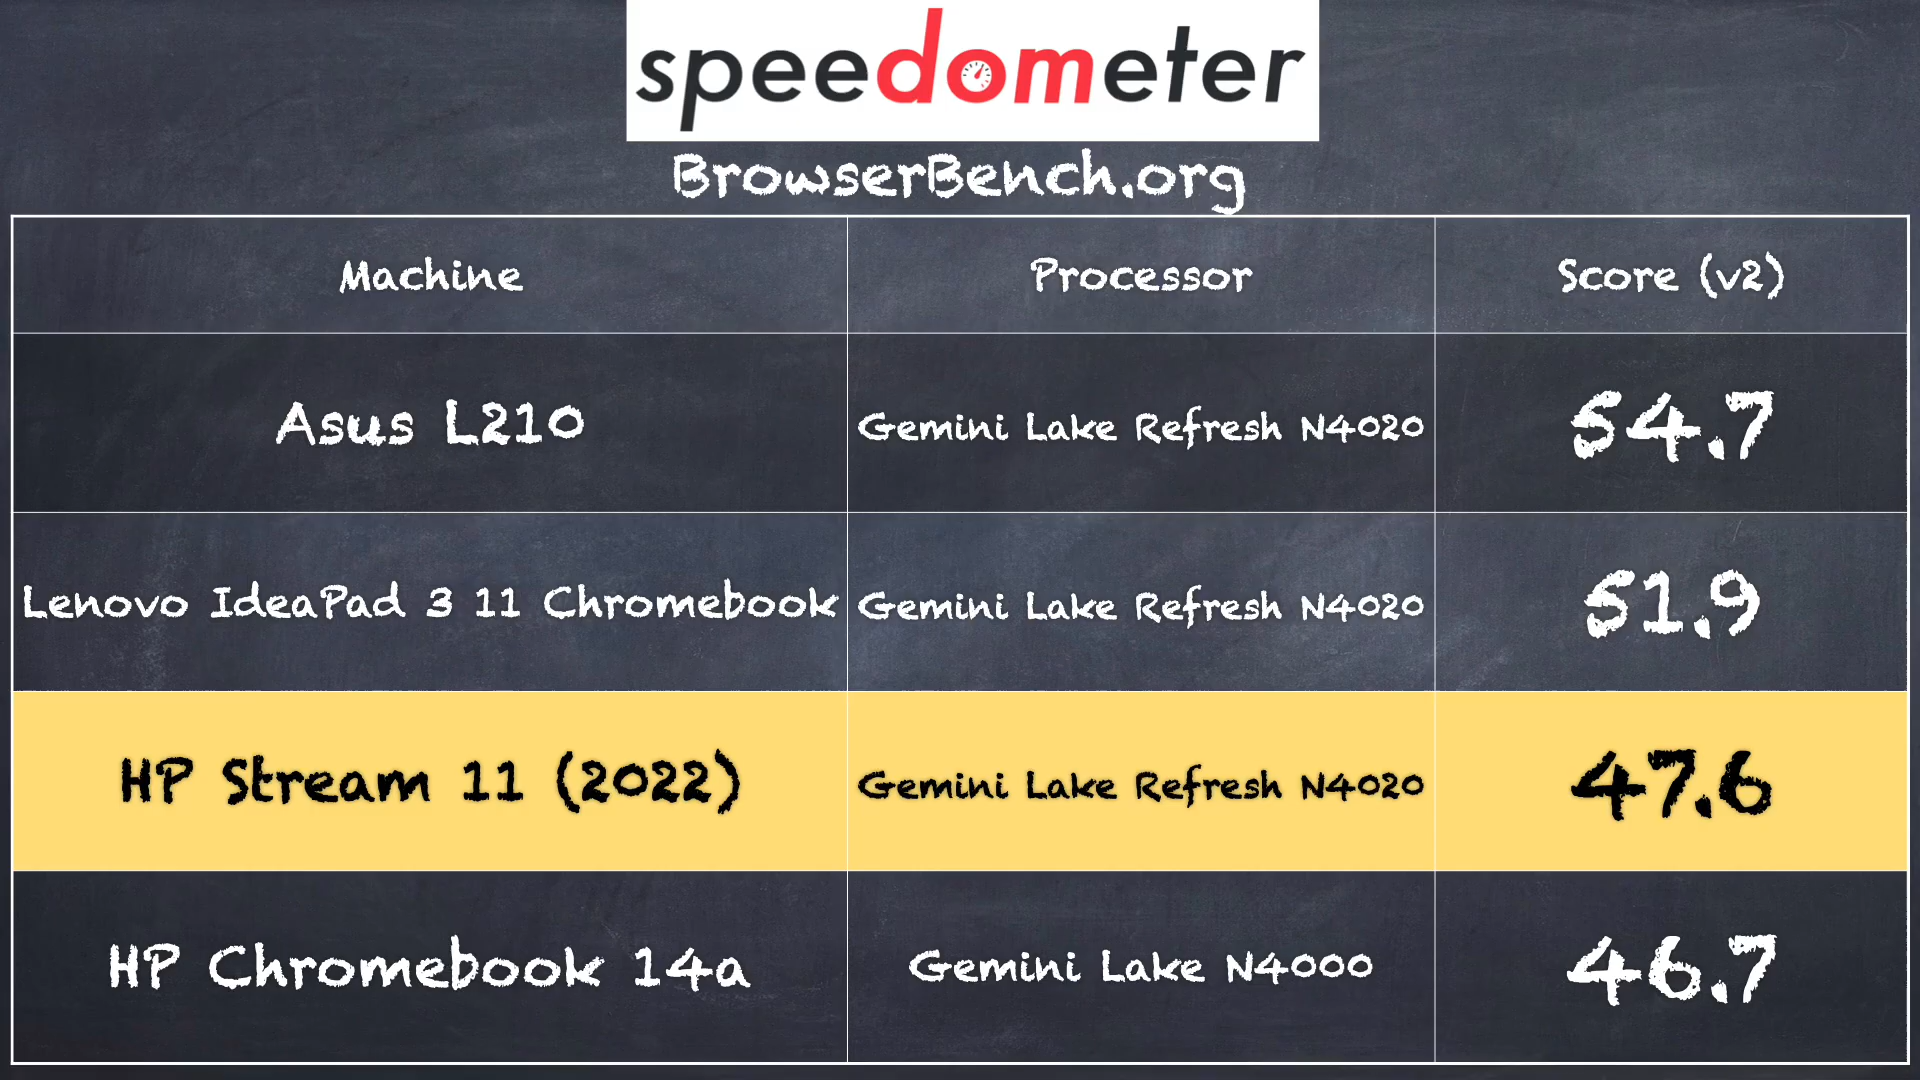 speedometer
BrowserBench.org
Machine Processor Score (v2)
Asus L210 Gemini Lake Refresh N4020 54.7
Lenovo IdeaPad 3 11 Chromebook Gemini Lake Refresh N4020 51.9
HP Stream 11 (2022) Gemini Lake Refresh N4020 47.6
HP Chromebook 14a Gemini Lake N4000 46.7